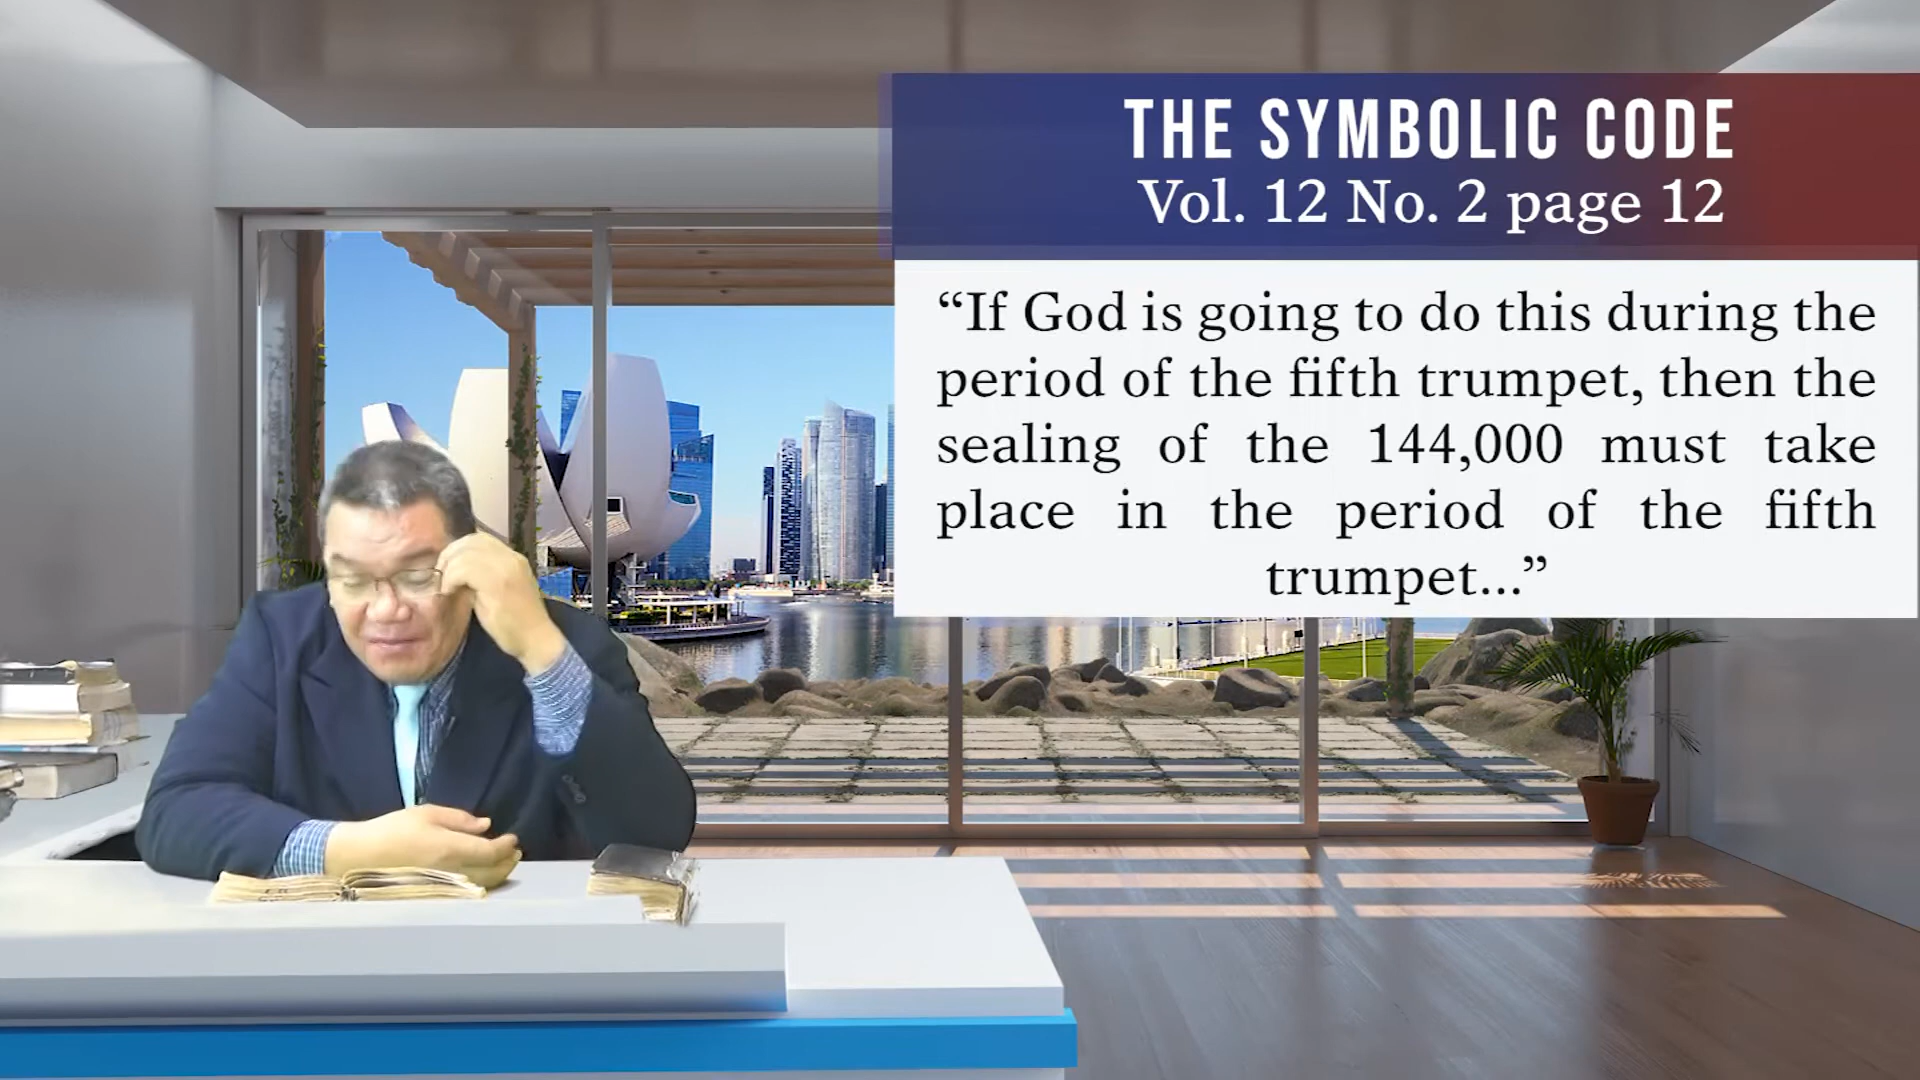 THE SYMBOLIC CODE
Vol. 12 No. 2 page 12
“If God is going to do this during the
period of the fifth trumpet, then the
sealing of the 144,000 must take
place in the period of the fifth
trumpet...”